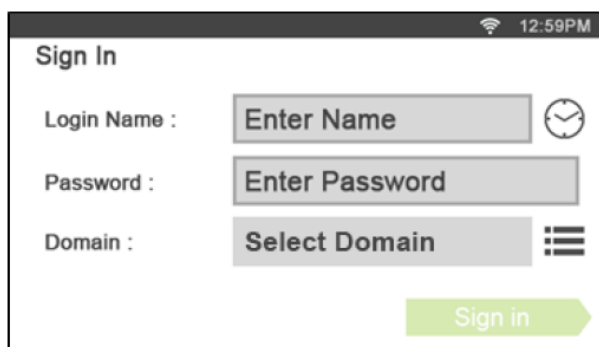 12:59PM
Sign In
Login Name : Enter Name
Password : Enter Password
Domain : Select Domain
Sign in